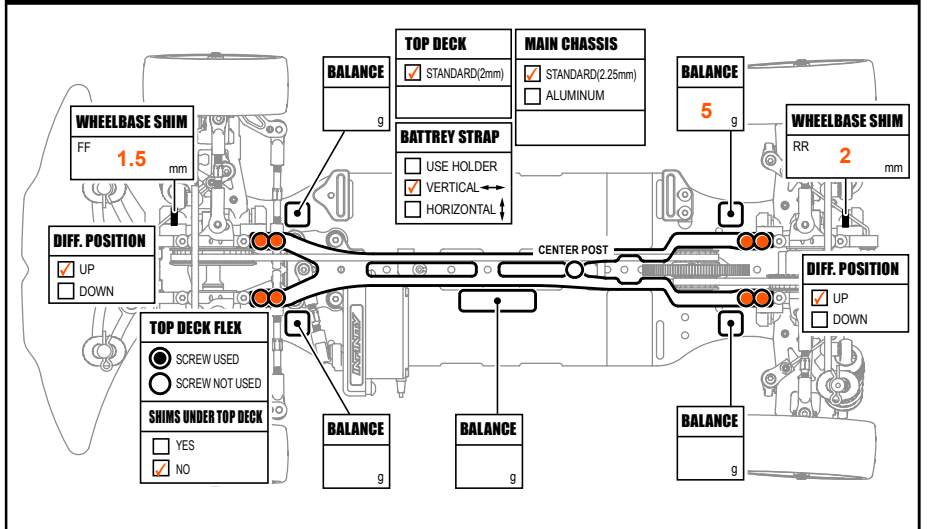 TOP DECK
✓ STANDARD(2mm)
MAIN CHASSIS
✓ STANDARD(2.25mm)
ALUMINUM
BALANCE
g
BALANCE
5
g
WHEELBASE SHIM
FF
1.5
mm
BATTREY STRAP
USE HOLDER
✓ VERTICAL
HORIZONTAL
WHEELBASE SHIM
RR
2
mm
DIFF. POSITION
✓ UP
DOWN
CENTER POST
DIFF. POSITION
✓ UP
DOWN
TOP DECK FLEX
SCREW USED
SCREW NOT USED
SHIMS UNDER TOP DECK
YES
✓ NO
INFINITY
BALANCE
g
BALANCE
g
BALANCE
g